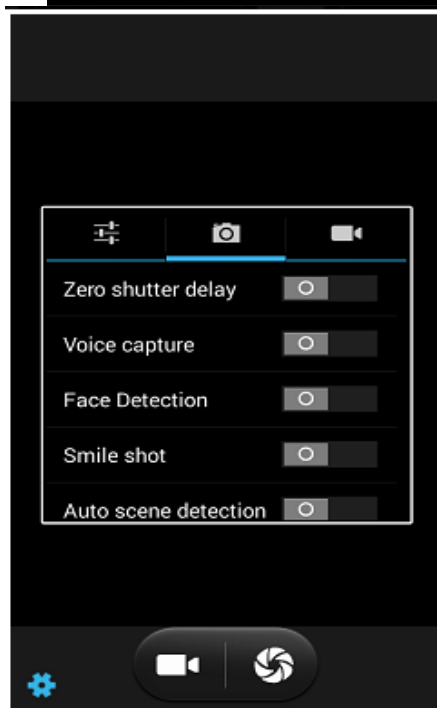 Zero shutter delay
Voice capture
Face Detection
Smile shot
Auto scene detection